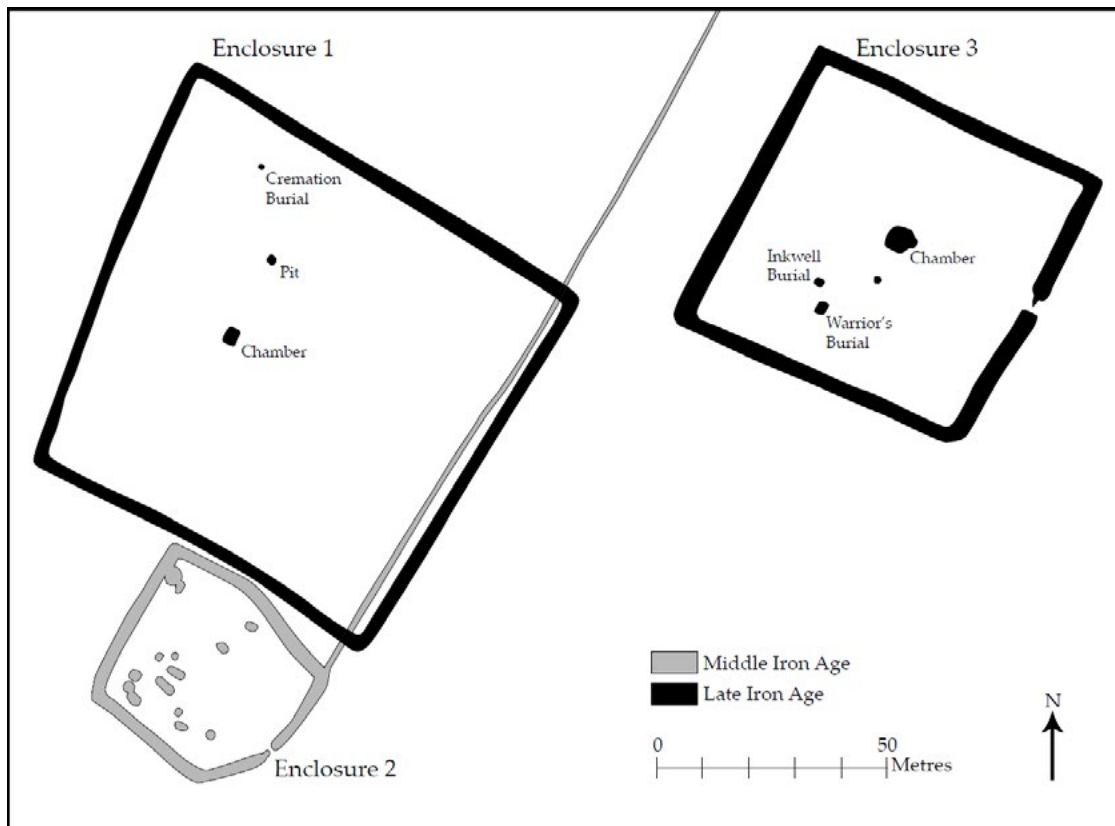 Enclosure 1
Enclosure 3
Cremation
Burial
Pit
Chamber
Inkwell
Burial
Chamber
Warrior's
Burial
Enclosure 2
Middle Iron Age
Late Iron Age
0
50
Metres
N